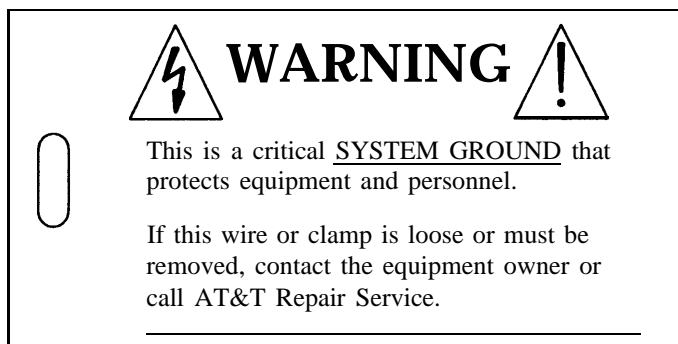 WARNING
This is a critical SYSTEM GROUND that
protects equipment and personnel.
If this wire or clamp is loose or must be
removed, contact the equipment owner or
call AT&T Repair Service.